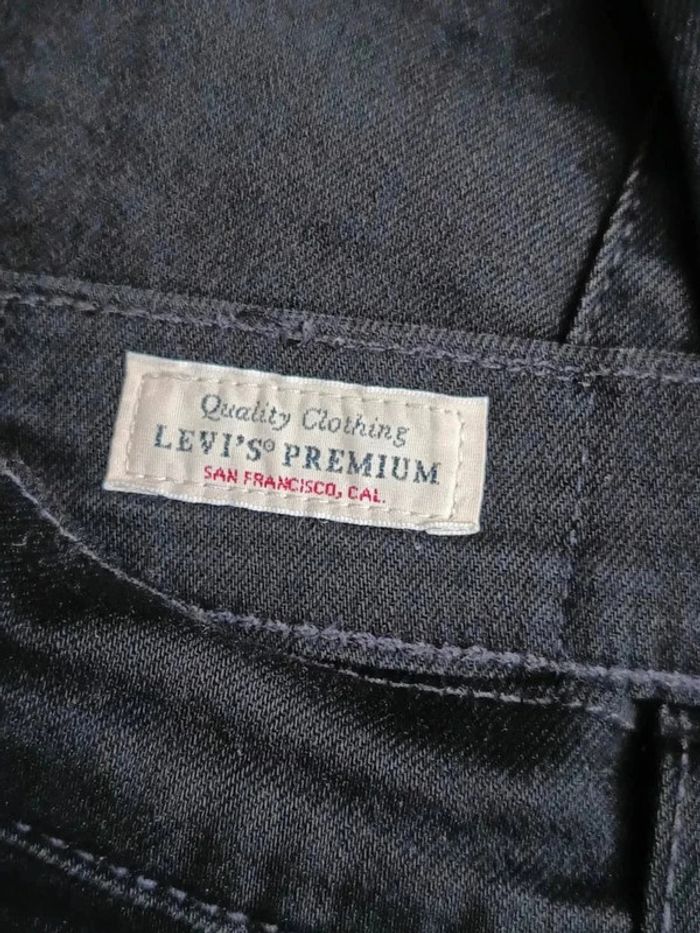 Quality Clothing
LEVI'S® PREMIUM
SAN FRANCISCO, CAL.